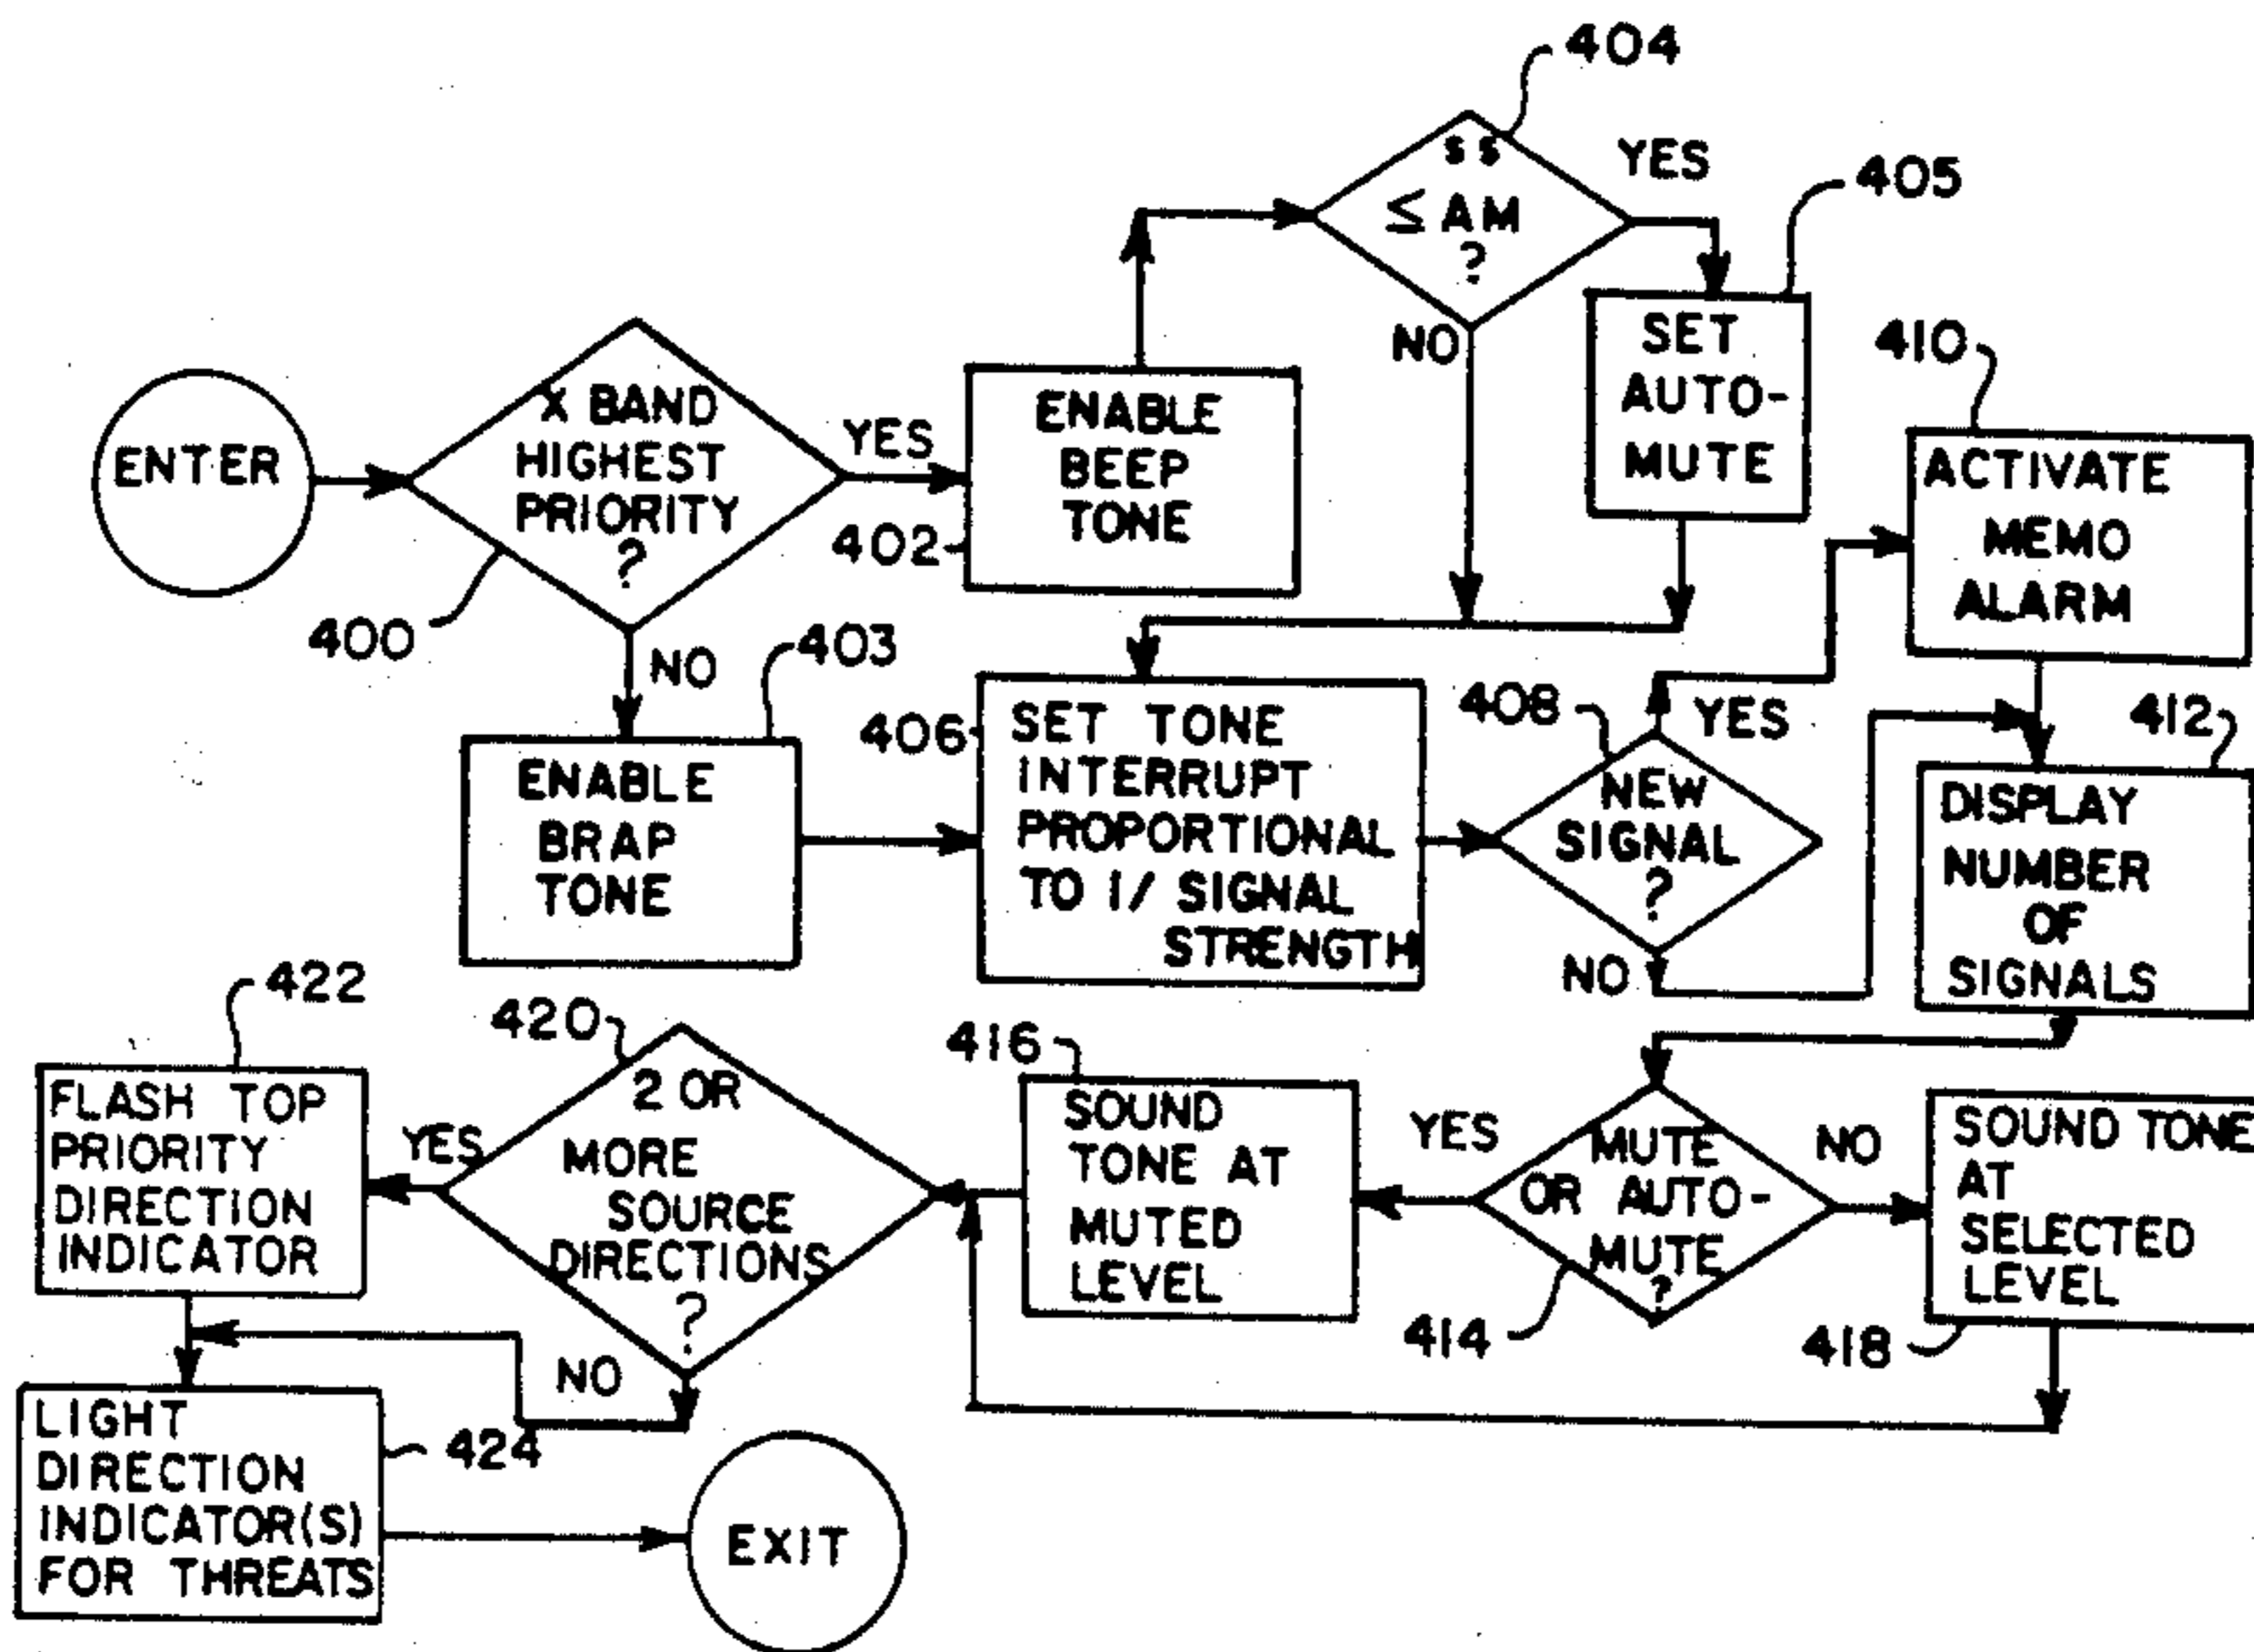 404
SS
≤ AM
?
YES
NO
405
SET
AUTO-
MUTE
ENTER
X BAND
HIGHEST
PRIORITY
?
400
YES
NO
402
ENABLE
BEEP
TONE
403
ENABLE
BRAP
TONE
406
SET TONE
INTERRUPT
PROPORTIONAL
TO 1/ SIGNAL
STRENGTH
408
NEW
SIGNAL
?
YES
NO
410
ACTIVATE
MEMO
ALARM
412
DISPLAY
NUMBER
OF
SIGNALS
414
MUTE
OR AUTO-
MUTE
?
YES
NO
416
SOUND
TONE AT
MUTED
LEVEL
418
SOUND TONE
AT
SELECTED
LEVEL
420
2 OR
MORE
SOURCE
DIRECTIONS
?
YES
NO
422
FLASH TOP
PRIORITY
DIRECTION
INDICATOR
424
LIGHT
DIRECTION
INDICATOR(S)
FOR THREATS
EXIT